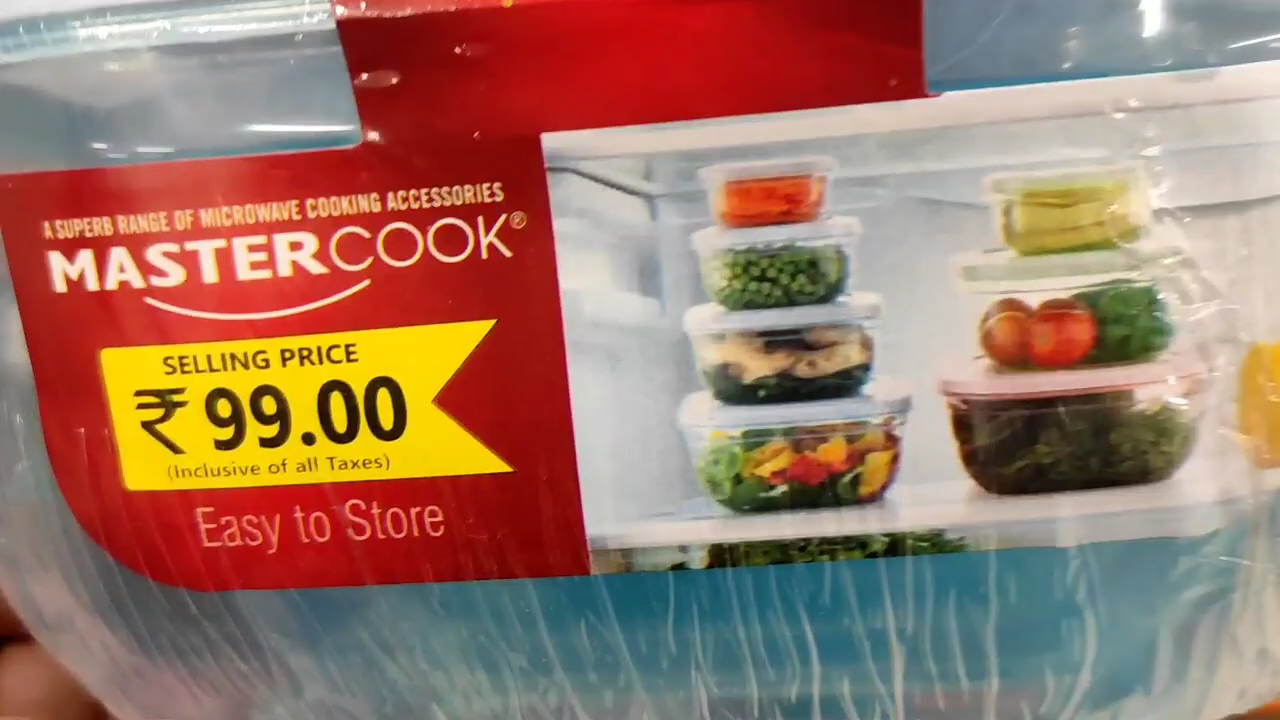 A SUPERB RANGE OF MICROWAVE COOKING ACCESSORIES
MASTERCOOK®
SELLING PRICE
₹ 99.00
(Inclusive of all Taxes)
Easy to Store